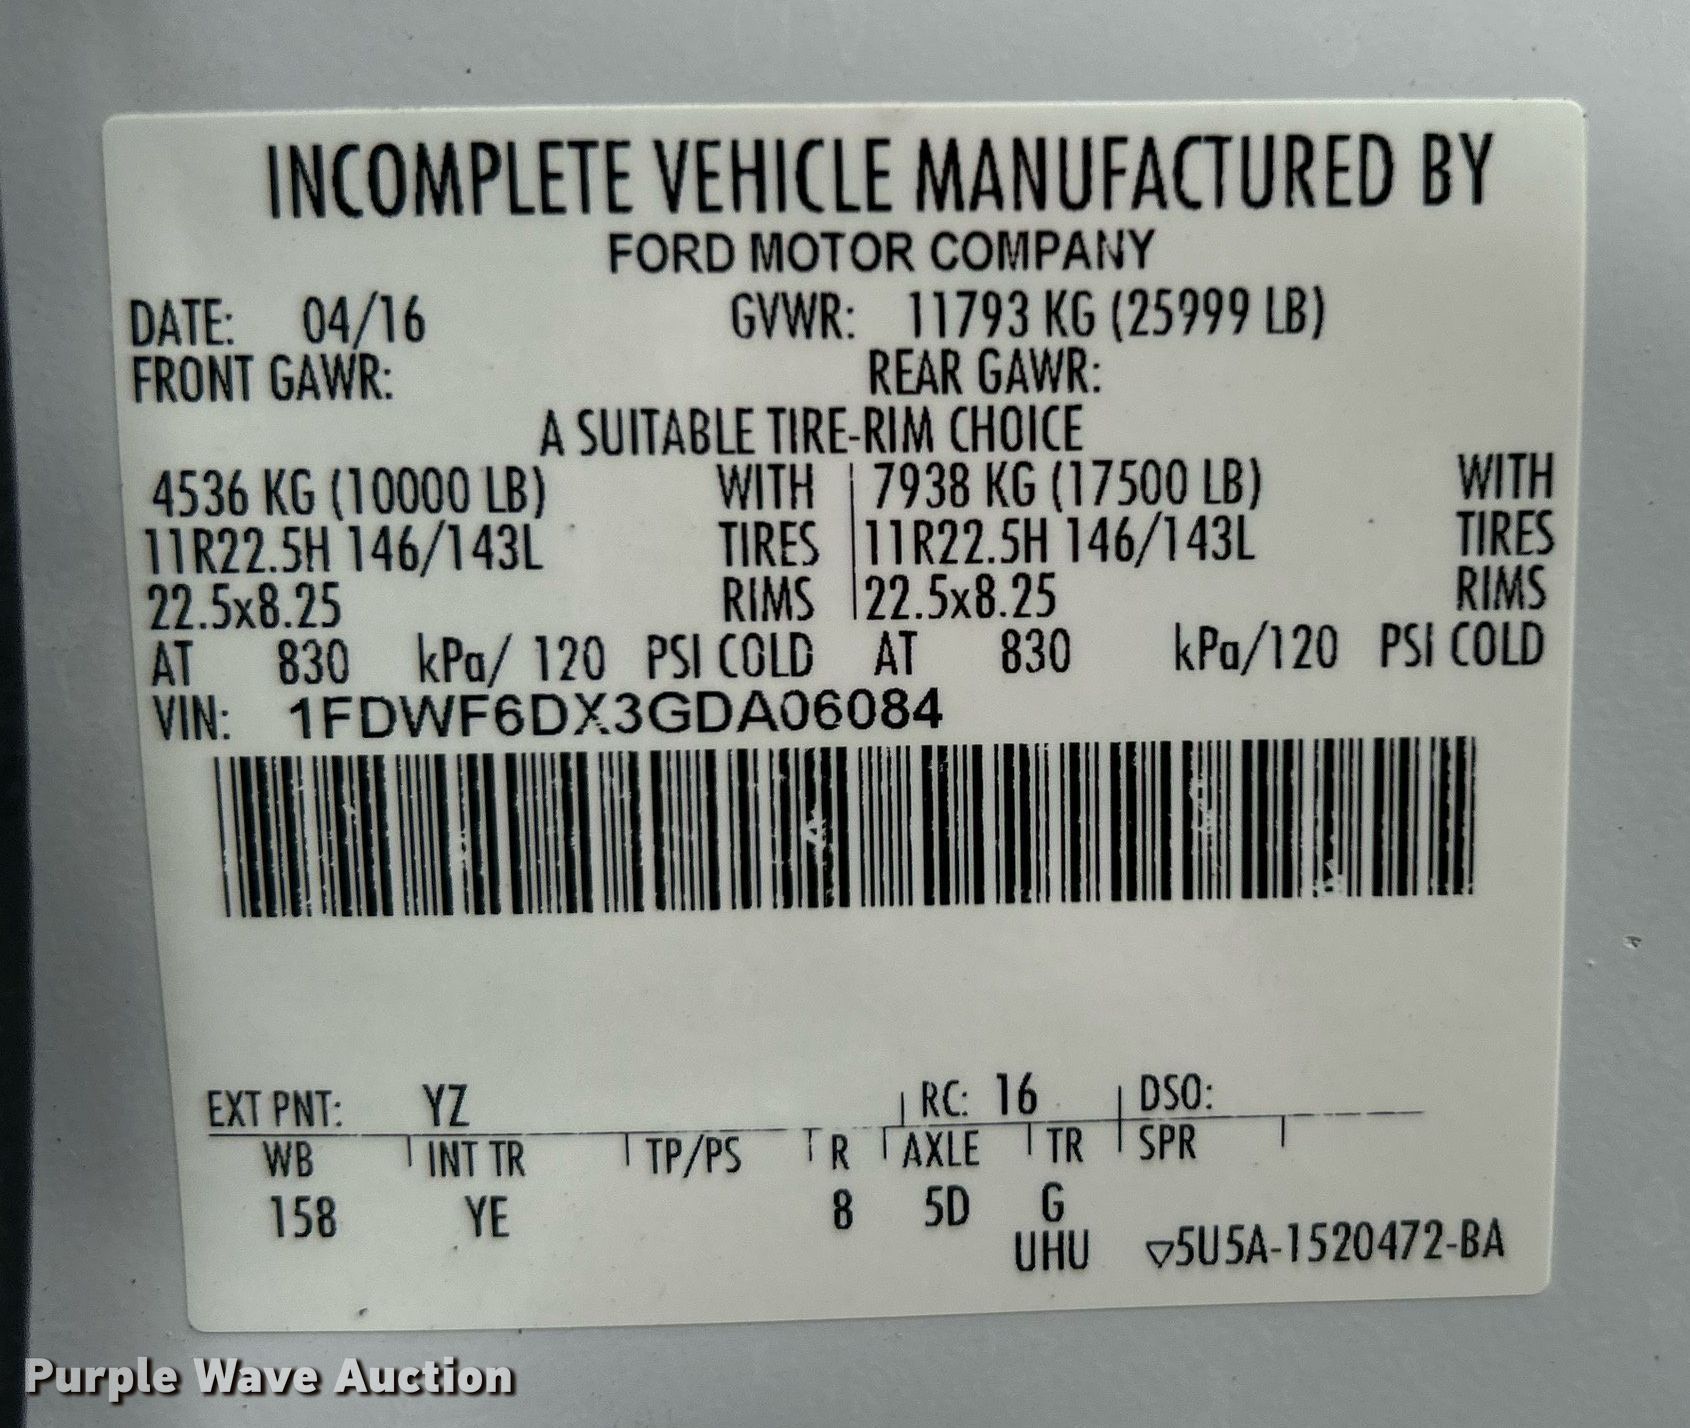 INCOMPLETE VEHICLE MANUFACTURED BY
FORD MOTOR COMPANY
DATE: 04/16 GVWR: 11793 KG (25999 LB)
FRONT GAWR: REAR GAWR:
A SUITABLE TIRE-RIM CHOICE
4536 KG (10000 LB) WITH 7938 KG (17500 LB) WITH
11R22.5H 146/143L TIRES 11R22.5H 146/143L TIRES
22.5x8.25 RIMS 22.5x8.25 RIMS
AT 830 kPa/ 120 PSI COLD AT 830 kPa/120 PSI COLD
VIN: 1FDWF6DX3GDA06084
EXT PNT: YZ RC: 16 DSO:
WB INT TR TP/PS R AXLE TR SPR
158 YE 8 5D G
UHU ▽5U5A-1520472-BA
Purple Wave Auction